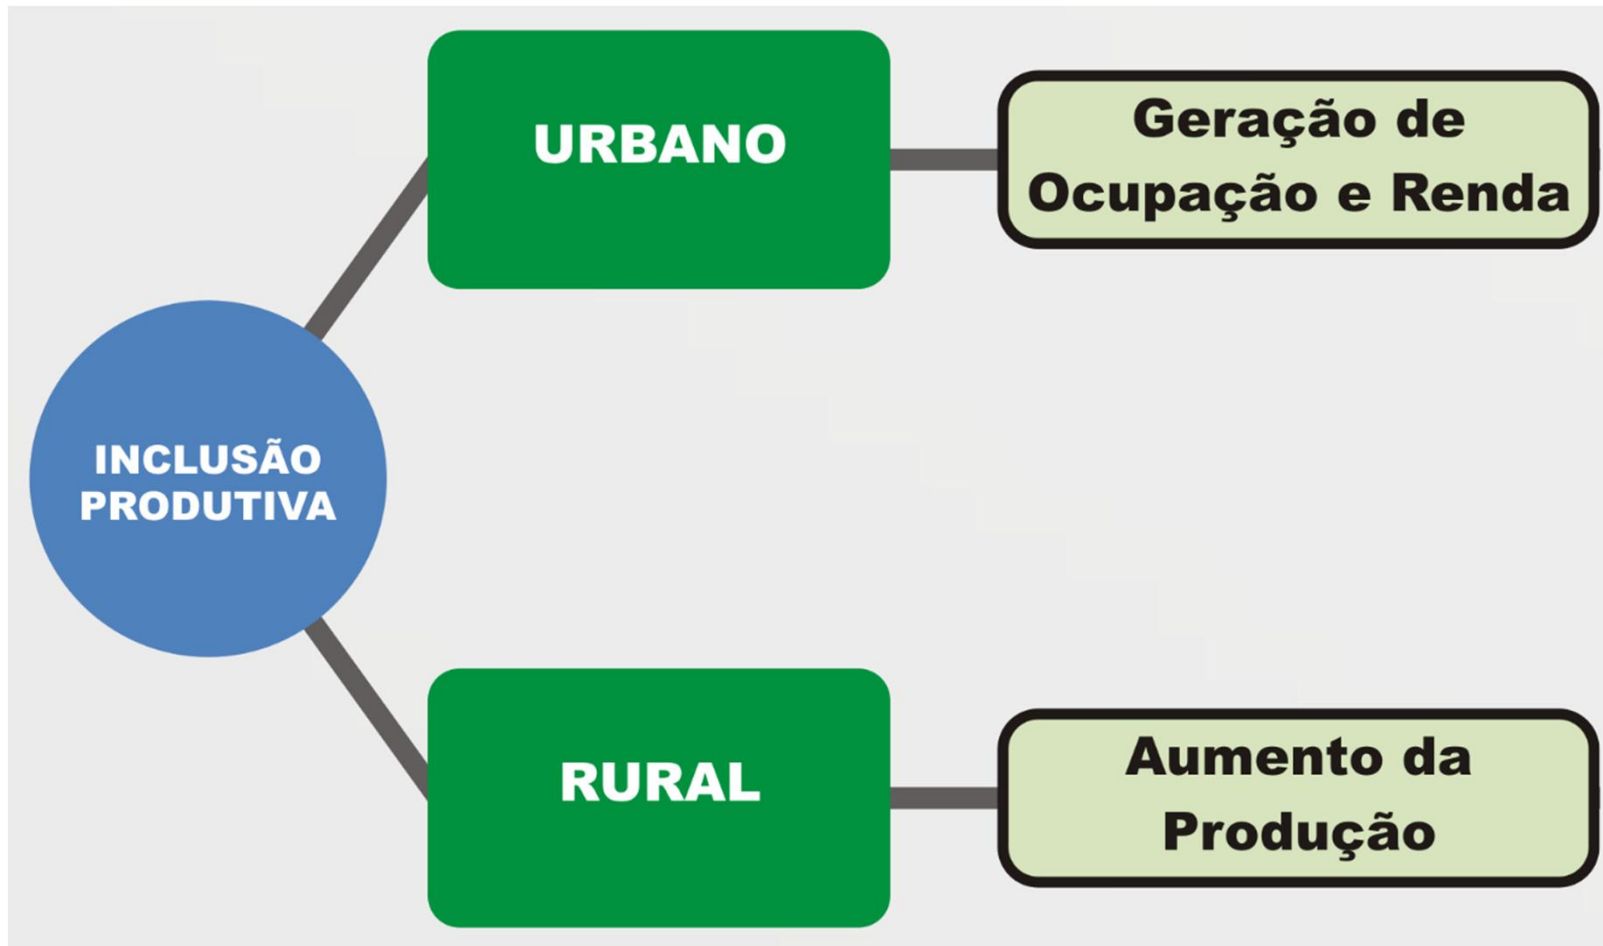 URBANO
Geração de
Ocupação e Renda
INCLUSÃO
PRODUTIVA
RURAL
Aumento da
Produção